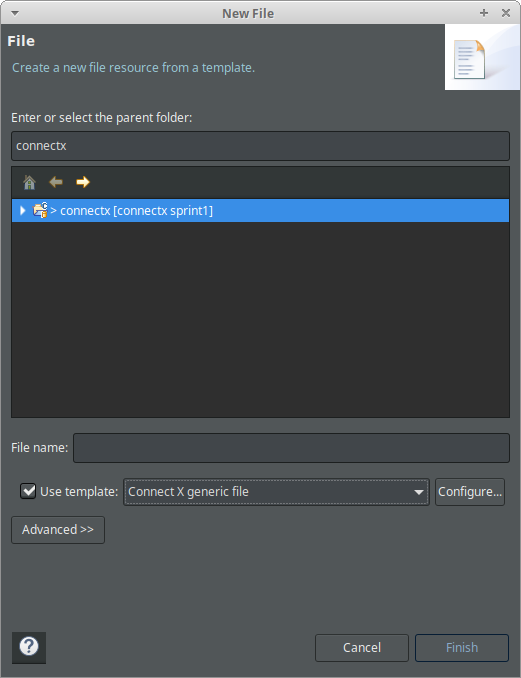 New File
File
Create a new file resource from a template.
Enter or select the parent folder:
connectx
> connectx [connectx sprint1]
File name:
Use template: Connect X generic file Configure...
Advanced >>
? Cancel Finish